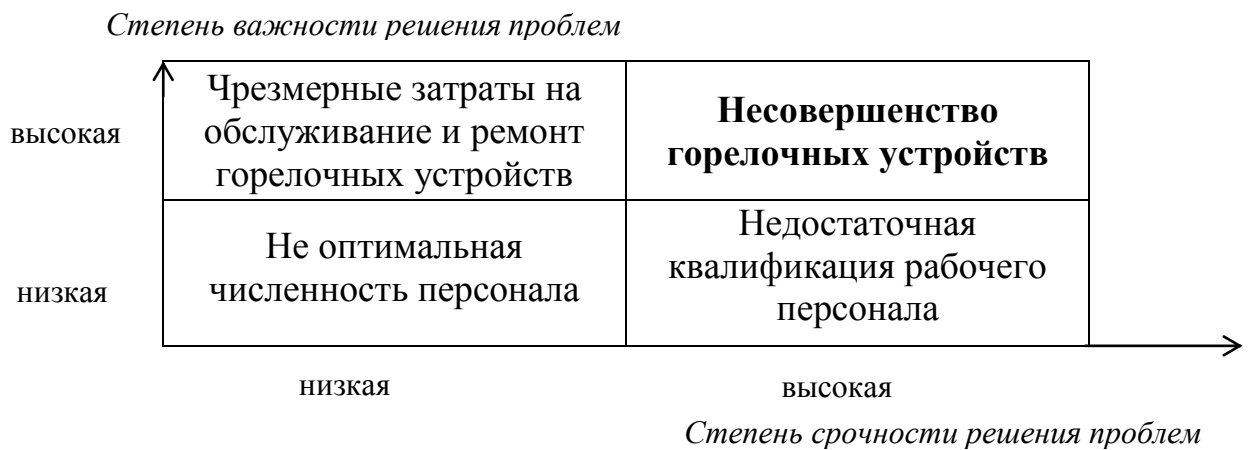 Степень важности решения проблем
высокая
Чрезмерные затраты на
обслуживание и ремонт
горелочных устройств
Несовершенство
горелочных устройств
низкая
Не оптимальная
численность персонала
Недостаточная
квалификация рабочего
персонала
низкая
высокая
Степень срочности решения проблем